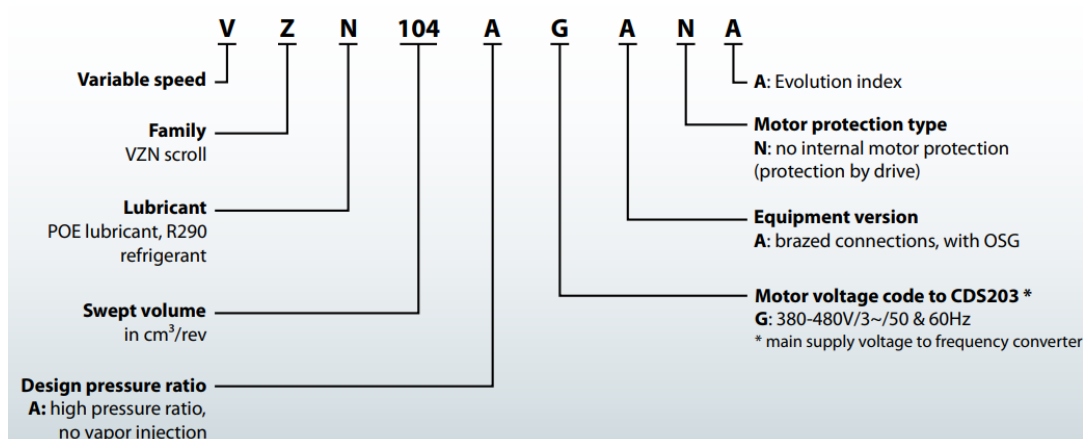 V Z N 104 A G A N A
Variable speed
Family
VZN scroll
Lubricant
POE lubricant, R290
refrigerant
Swept volume
in cm³/rev
Design pressure ratio
A: high pressure ratio,
no vapor injection
A: Evolution index
Motor protection type
N: no internal motor protection
(protection by drive)
Equipment version
A: brazed connections, with OSG
Motor voltage code to CDS203 *
G: 380-480V/3~/50 & 60Hz
* main supply voltage to frequency converter